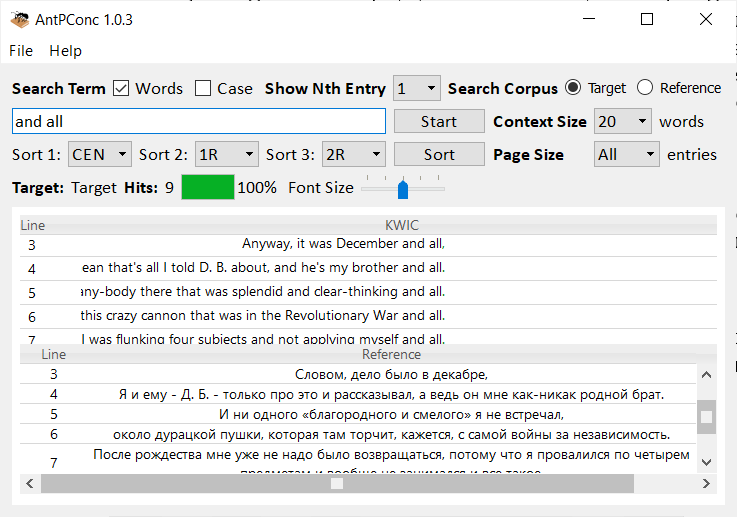 AntPConc 1.0.3
File Help
Search Term Words Case Show Nth Entry 1 Search Corpus Target Reference
and all Start Context Size 20 words
Sort 1: CEN Sort 2: 1R Sort 3: 2R Sort Page Size All entries
Target: Target Hits: 9 100% Font Size
Line KWIC
3 Anyway, it was December and all,
4 ean that's all I told D. B. about, and he's my brother and all.
5 any-body there that was splendid and clear-thinking and all.
6 this crazy cannon that was in the Revolutionary War and all.
7 I was flunking four subjects and not applying myself and all.
Line Reference
3 Словом, дело было в декабре,
4 Я и ему - Д. Б. - только про это и рассказывал, а ведь он мне как-никак родной брат.
5 И ни одного «благородного и смелого» я не встречал,
6 около дурацкой пушки, которая там торчит, кажется, с самой войны за независимость.
7 После рождества мне уже не надо было возвращаться, потому что я провалился по четырем
предметам и вообще не занимался и все такое.